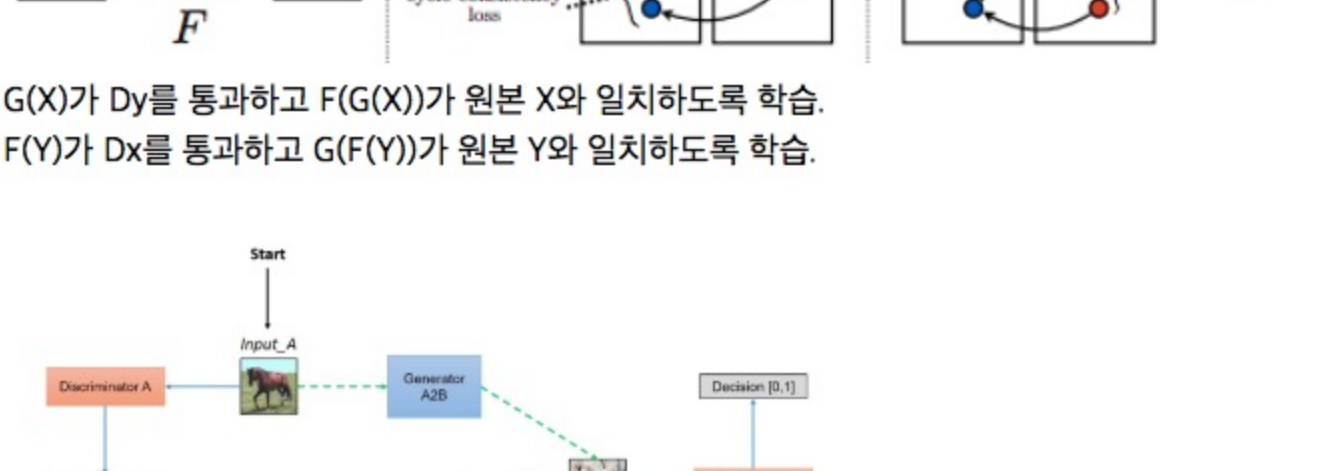 F
loss
G(X)가 Dy를 통과하고 F(G(X))가 원본 X와 일치하도록 학습.
F(Y)가 Dx를 통과하고 G(F(Y))가 원본 Y와 일치하도록 학습.
Start
Input_A
Discriminator A
Generator
A2B
Decision [0,1]